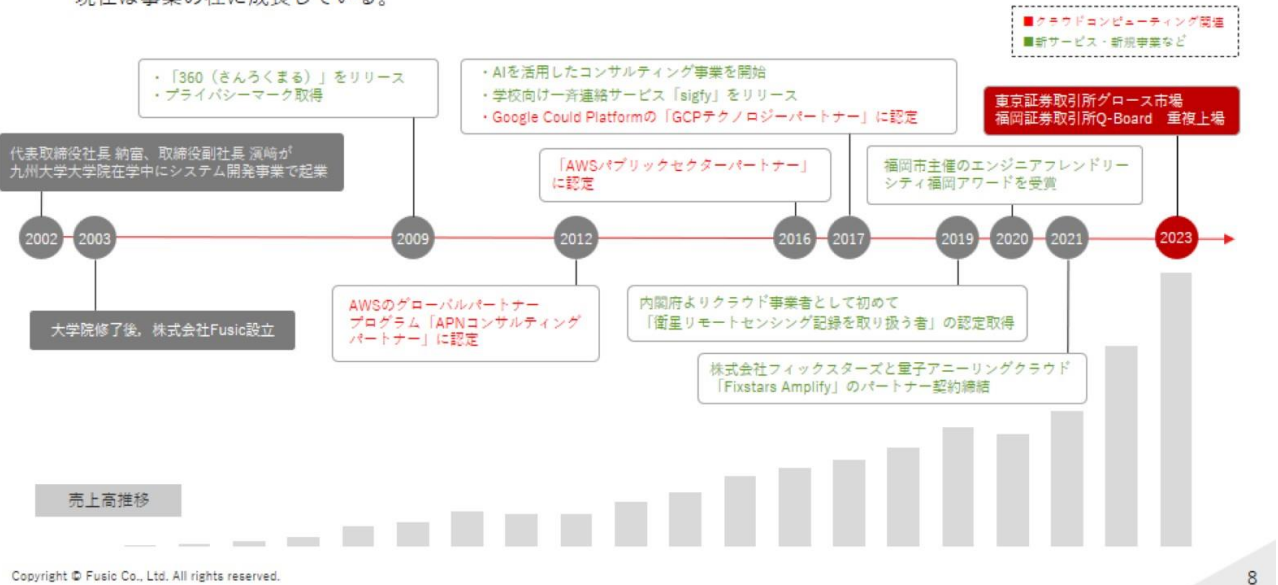 現在は事業の柱に成長している。
■クラウドコンピューティング関連
■新サービス・新規事業など
・「360（さんろくまる）」をリリース
・プライバシーマーク取得
・AIを活用したコンサルティング事業を開始
・学校向け一斉連絡サービス「sigfy」をリリース
・Google Could Platformの「GCPテクノロジーパートナー」に認定
東京証券取引所グロース市場
福岡証券取引所Q-Board　重複上場
代表取締役社長 納富、取締役副社長 濱﨑が
九州大学大学院在学中にシステム開発事業で起業
「AWSパブリックセクターパートナー」
に認定
福岡市主催のエンジニアフレンドリー
シティ福岡アワードを受賞
2002
2003
2009
2012
2016
2017
2019
2020
2021
2023
大学院修了後，株式会社Fusic設立
AWSのグローバルパートナー
プログラム「APNコンサルティング
パートナー」に認定
内閣府よりクラウド事業者として初めて
「衛星リモートセンシング記録を取り扱う者」の認定取得
株式会社フィックスターズと量子アニーリングクラウド
「Fixstars Amplify」のパートナー契約締結
売上高推移
Copyright © Fusic Co., Ltd. All rights reserved.
8